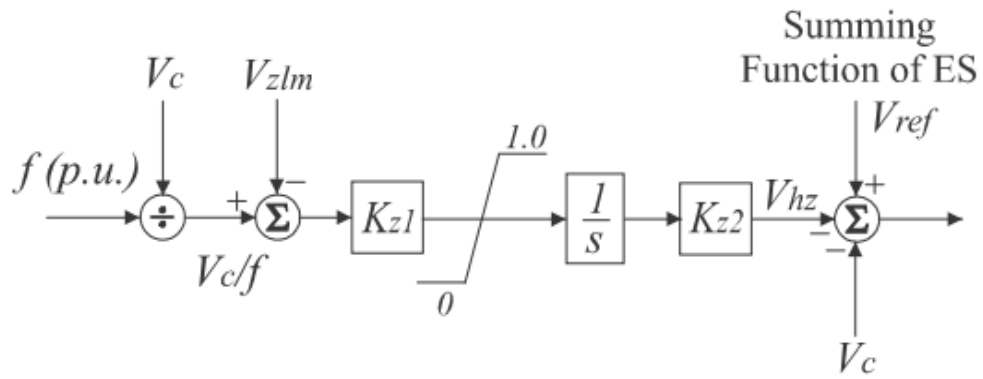 Summing
Function of ES
Vc
Vzlm
Vref
f (p.u.)
÷
+
−
Σ
Vc/f
Kz1
1.0
0
1
s
Kz2
Vhz
+
−
−
Σ
Vc